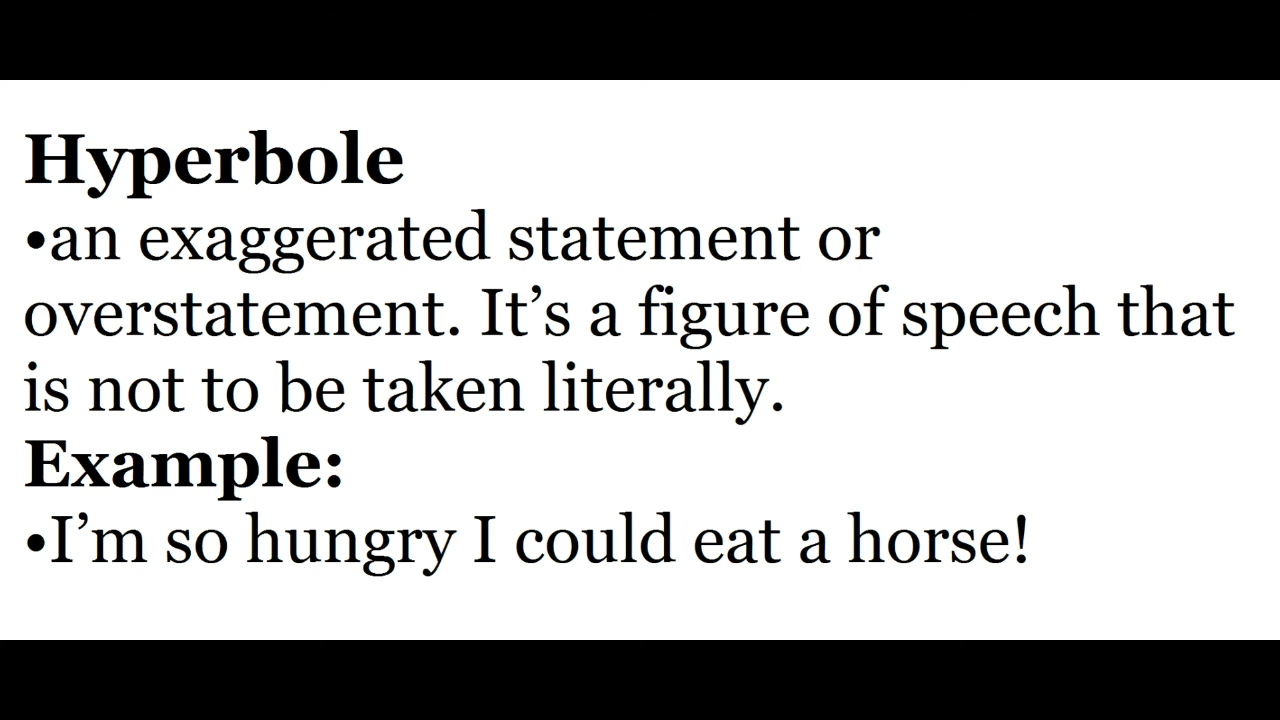 Hyperbole
•an exaggerated statement or
overstatement. It’s a figure of speech that
is not to be taken literally.
Example:
•I’m so hungry I could eat a horse!